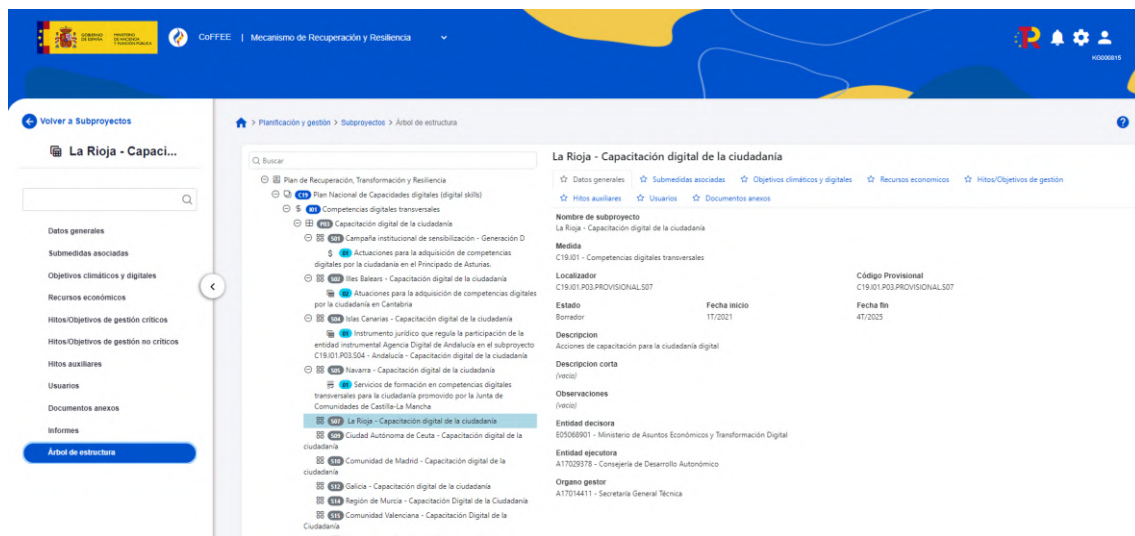 GOBIERNO DE ESPAÑA
MINISTERIO DE HACIENDA Y FUNCIÓN PÚBLICA
CoFFEE | Mecanismo de Recuperación y Resiliencia
KG000815
Volver a Subproyectos
La Rioja - Capaci...
Datos generales
Submedidas asociadas
Objetivos climáticos y digitales
Recursos económicos
Hitos/Objetivos de gestión críticos
Hitos/Objetivos de gestión no críticos
Hitos auxiliares
Usuarios
Documentos anexos
Informes
Árbol de estructura
> Planificación y gestión > Subproyectos > Árbol de estructura
Buscar
Plan de Recuperación, Transformación y Resiliencia
C19 Plan Nacional de Capacidades digitales (digital skills)
$ I01 Competencias digitales transversales
P03 Capacitación digital de la ciudadanía
S01 Campaña institucional de sensibilización - Generación D
$ 01 Actuaciones para la adquisición de competencias
digitales por la ciudadanía en el Principado de Asturias.
S02 Illes Balears - Capacitación digital de la ciudadanía
02 Atuaciones para la adquisición de competencias digitales
por la ciudadanía en Cantabria
S04 Islas Canarias - Capacitación digital de la ciudadanía
01 Instrumento jurídico que regula la participación de la
entidad instrumental Agencia Digital de Andalucía en el subproyecto
C19.I01.P03.S04 - Andalucía - Capacitación digital de la ciudadanía
S05 Navarra - Capacitación digital de la ciudadanía
01 Servicios de formación en competencias digitales
transversales para la ciudadanía promovido por la Junta de
Comunidades de Castilla-La Mancha
S07 La Rioja - Capacitación digital de la ciudadanía
S09 Ciudad Autónoma de Ceuta - Capacitación digital de la
ciudadanía
S10 Comunidad de Madrid - Capacitación digital de la
ciudadanía
S12 Galicia - Capacitación digital de la ciudadanía
S14 Región de Murcia - Capacitación Digital de la Ciudadanía
S15 Comunidad Valenciana - Capacitación Digital de la
Ciudadanía
La Rioja - Capacitación digital de la ciudadanía
Datos generales Submedidas asociadas Objetivos climáticos y digitales Recursos economicos Hitos/Objetivos de gestión
Hitos auxiliares Usuarios Documentos anexos
Nombre de subproyecto
La Rioja - Capacitación digital de la ciudadanía
Medida
C19.I01 - Competencias digitales transversales
Localizador Código Provisional
C19.I01.P03.PROVISIONAL.S07 C19.I01.P03.PROVISIONAL.S07
Estado Fecha inicio Fecha fin
Borrador 1T/2021 4T/2025
Descripcion
Acciones de capacitación para la ciudadanía digital
Descripcion corta
(vacio)
Observaciones
(vacio)
Entidad decisora
E05068901 - Ministerio de Asuntos Económicos y Transformación Digital
Entidad ejecutora
A17029378 - Consejería de Desarrollo Autonómico
Organo gestor
A17014411 - Secretaría General Técnica